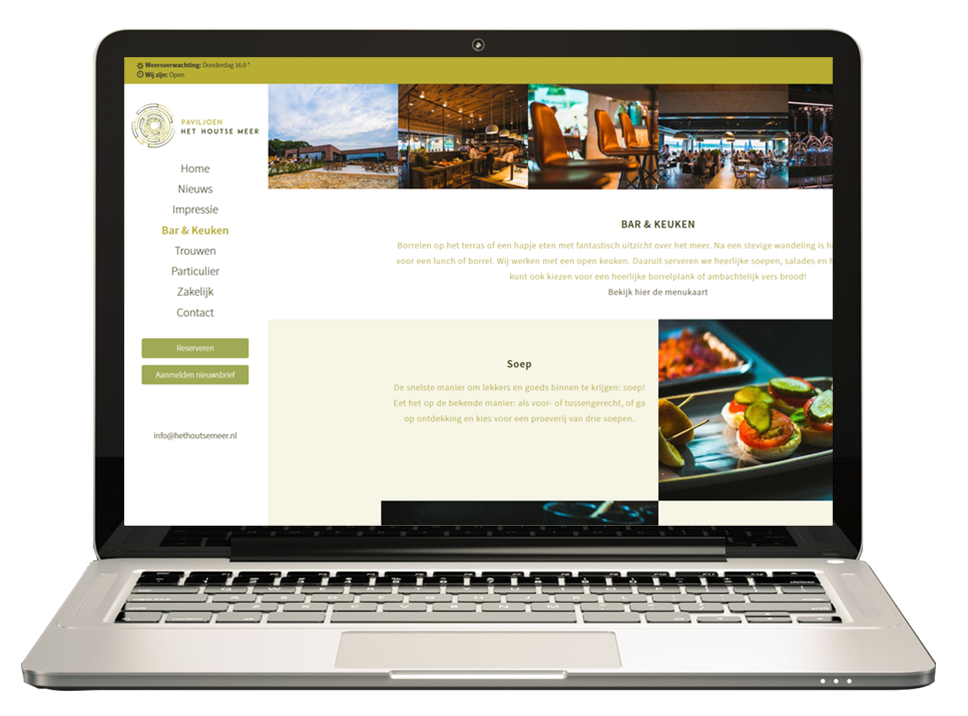 Weersverwachting: Donderdag 16.0 °
Wij zijn: Open
PAVILJOEN
HET HOUTSE MEER
Home
Nieuws
Impressie
Bar & Keuken
Trouwen
Particulier
Zakelijk
Contact
Reserveren
Aanmelden nieuwsbrief
info@hethoutsemeer.nl
BAR & KEUKEN
Borrelen op het terras of een hapje eten met fantastisch uitzicht over het meer. Na een stevige wandeling is
voor een lunch of borrel. Wij werken met een open keuken. Daaruit serveren we heerlijke soepen, salades en
kunt ook kiezen voor een heerlijke borrelplank of ambachtelijk vers brood!
Bekijk hier de menukaart
Soep
De snelste manier om lekkers en goeds binnen te krijgen: soep!
Eet het op de bekende manier: als voor- of tussengerecht, of ga
op ontdekking en kies voor een proeverij van drie soepen.